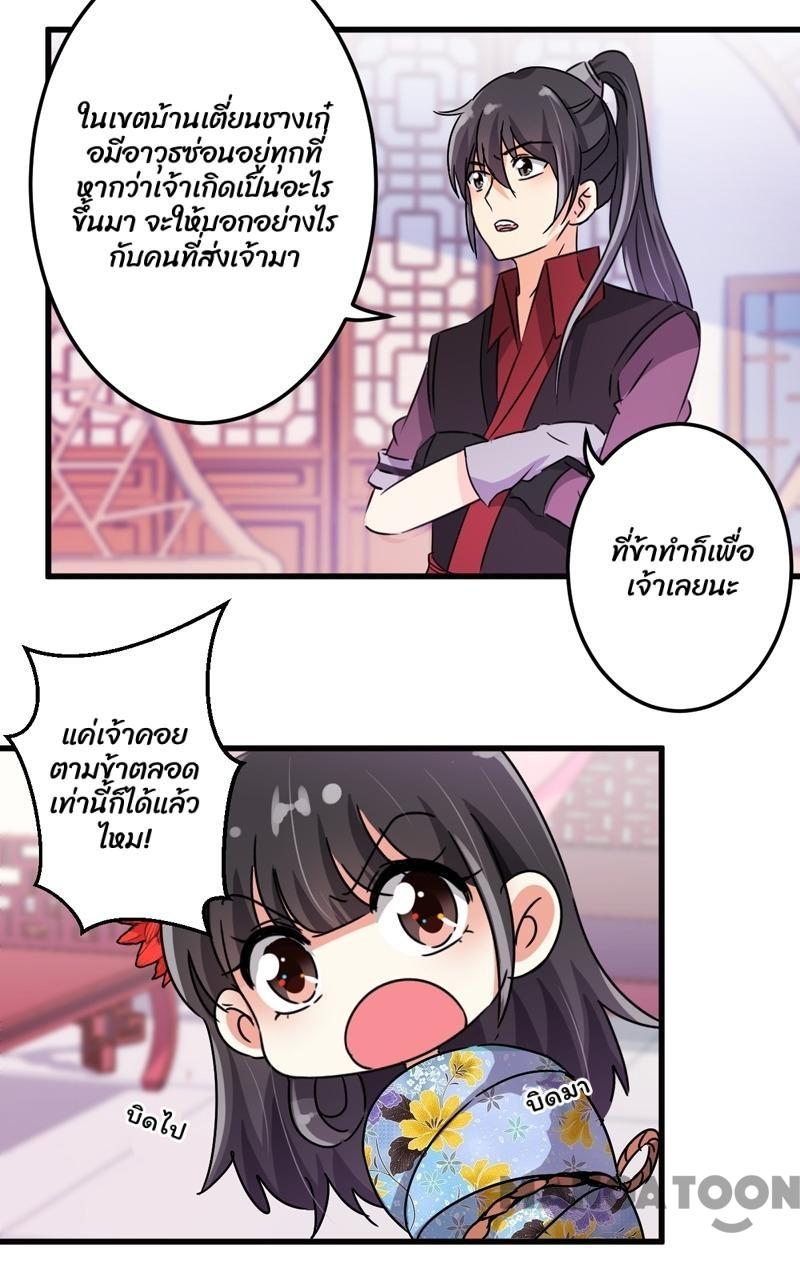 ในเขตบ้านเตี่ยนชางเก๋
อมีอาวุธซ่อนอยู่ทุกที่
หากว่าเจ้าเกิดเป็นอะไร
ขึ้นมา จะให้บอกอย่างไร
กับคนที่ส่งเจ้ามา
ที่ข้าทำก็เพื่อ
เจ้าเลยนะ
แค่เจ้าคอย
ตามข้าตลอด
เท่านี้ก็ได้แล้ว
ไหม!
บิดไป
บิดมา